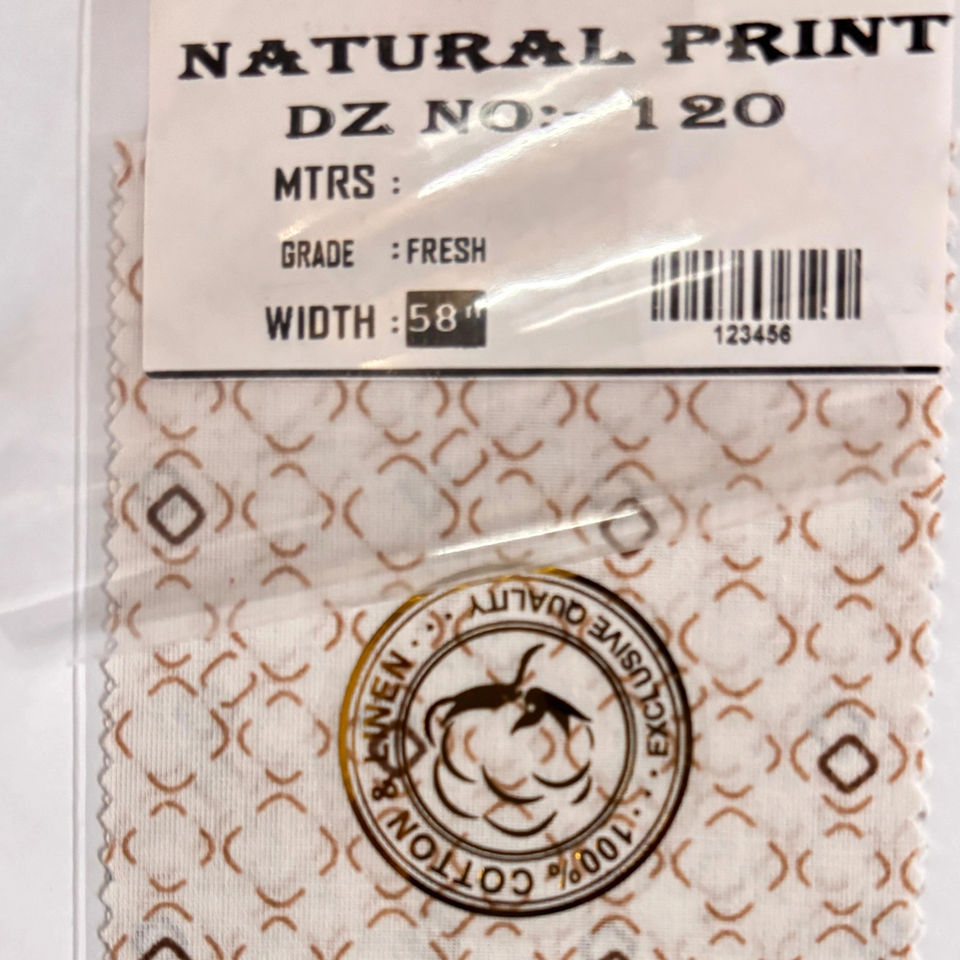 NATURAL PRINT
DZ NO:- 120
MTRS :
GRADE : FRESH
WIDTH : 58"
123456
EXCLUSIVE QUALITY
100% COTTON & LINEN